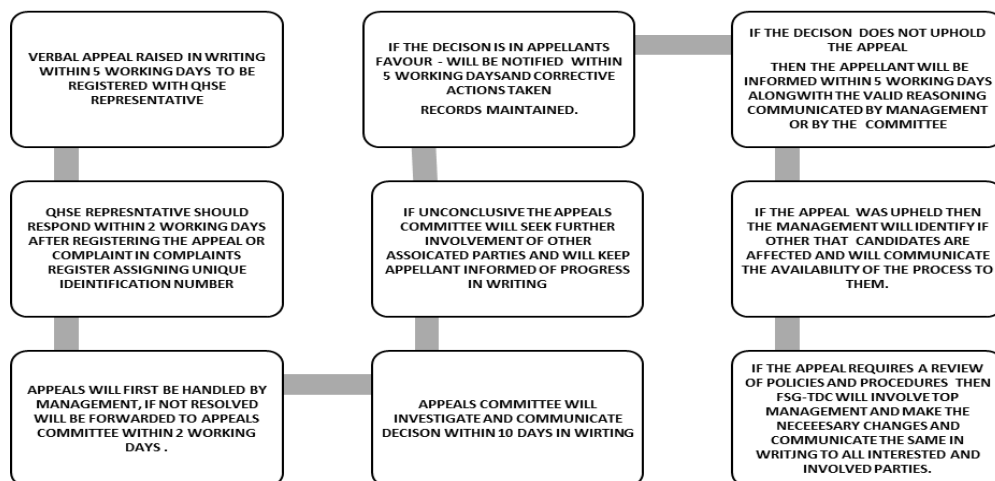 VERBAL APPEAL RAISED IN WRITING
WITHIN 5 WORKING DAYS TO BE
REGISTERED WITH QHSE
REPRESENTATIVE
QHSE REPRESNTATIVE SHOULD
RESPOND WITHIN 2 WORKING DAYS
AFTER REGISTERING THE APPEAL OR
COMPLAINT IN COMPLAINTS
REGISTER ASSIGNING UNIQUE
IDEINTIFICATION NUMBER
APPEALS WILL FIRST BE HANDLED BY
MANAGEMENT, IF NOT RESOLVED
WILL BE FORWARDED TO APPEALS
COMMITTEE WITHIN 2 WORKING
DAYS .
APPEALS COMMITTEE WILL
INVESTIGATE AND COMMUNICATE
DECISON WITHIN 10 DAYS IN WIRTING
IF UNCONCLUSIVE THE APPEALS
COMMITTEE WILL SEEK FURTHER
INVOLVEMENT OF OTHER
ASSOICATED PARTIES AND WILL KEEP
APPELLANT INFORMED OF PROGRESS
IN WRITING
IF THE DECISON IS IN APPELLANTS
FAVOUR - WILL BE NOTIFIED WITHIN
5 WORKING DAYSAND CORRECTIVE
ACTIONS TAKEN
RECORDS MAINTAINED.
IF THE DECISION DOES NOT UPHOLD
THE APPEAL
THEN THE APPELLANT WILL BE
INFORMED WITHIN 5 WORKING DAYS
ALONGWITH THE VALID REASONING
COMMUNICATED BY MANAGEMENT
OR BY THE COMMITTEE
IF THE APPEAL WAS UPHELD THEN
THE MANAGEMENT WILL IDENTIFY IF
OTHER THAT CANDIDATES ARE
AFFECTED AND WILL COMMUNICATE
THE AVAILABILITY OF THE PROCESS TO
THEM.
IF THE APPEAL REQUIRES A REVIEW
OF POLICIES AND PROCEDURES THEN
FSG-TDC WILL INVOLVE TOP
MANAGEMENT AND MAKE THE
NECEEESARY CHANGES AND
COMMUNICATE THE SAME IN
WRITJNG TO ALL INTERESTED AND
INVOLVED PARTIES.